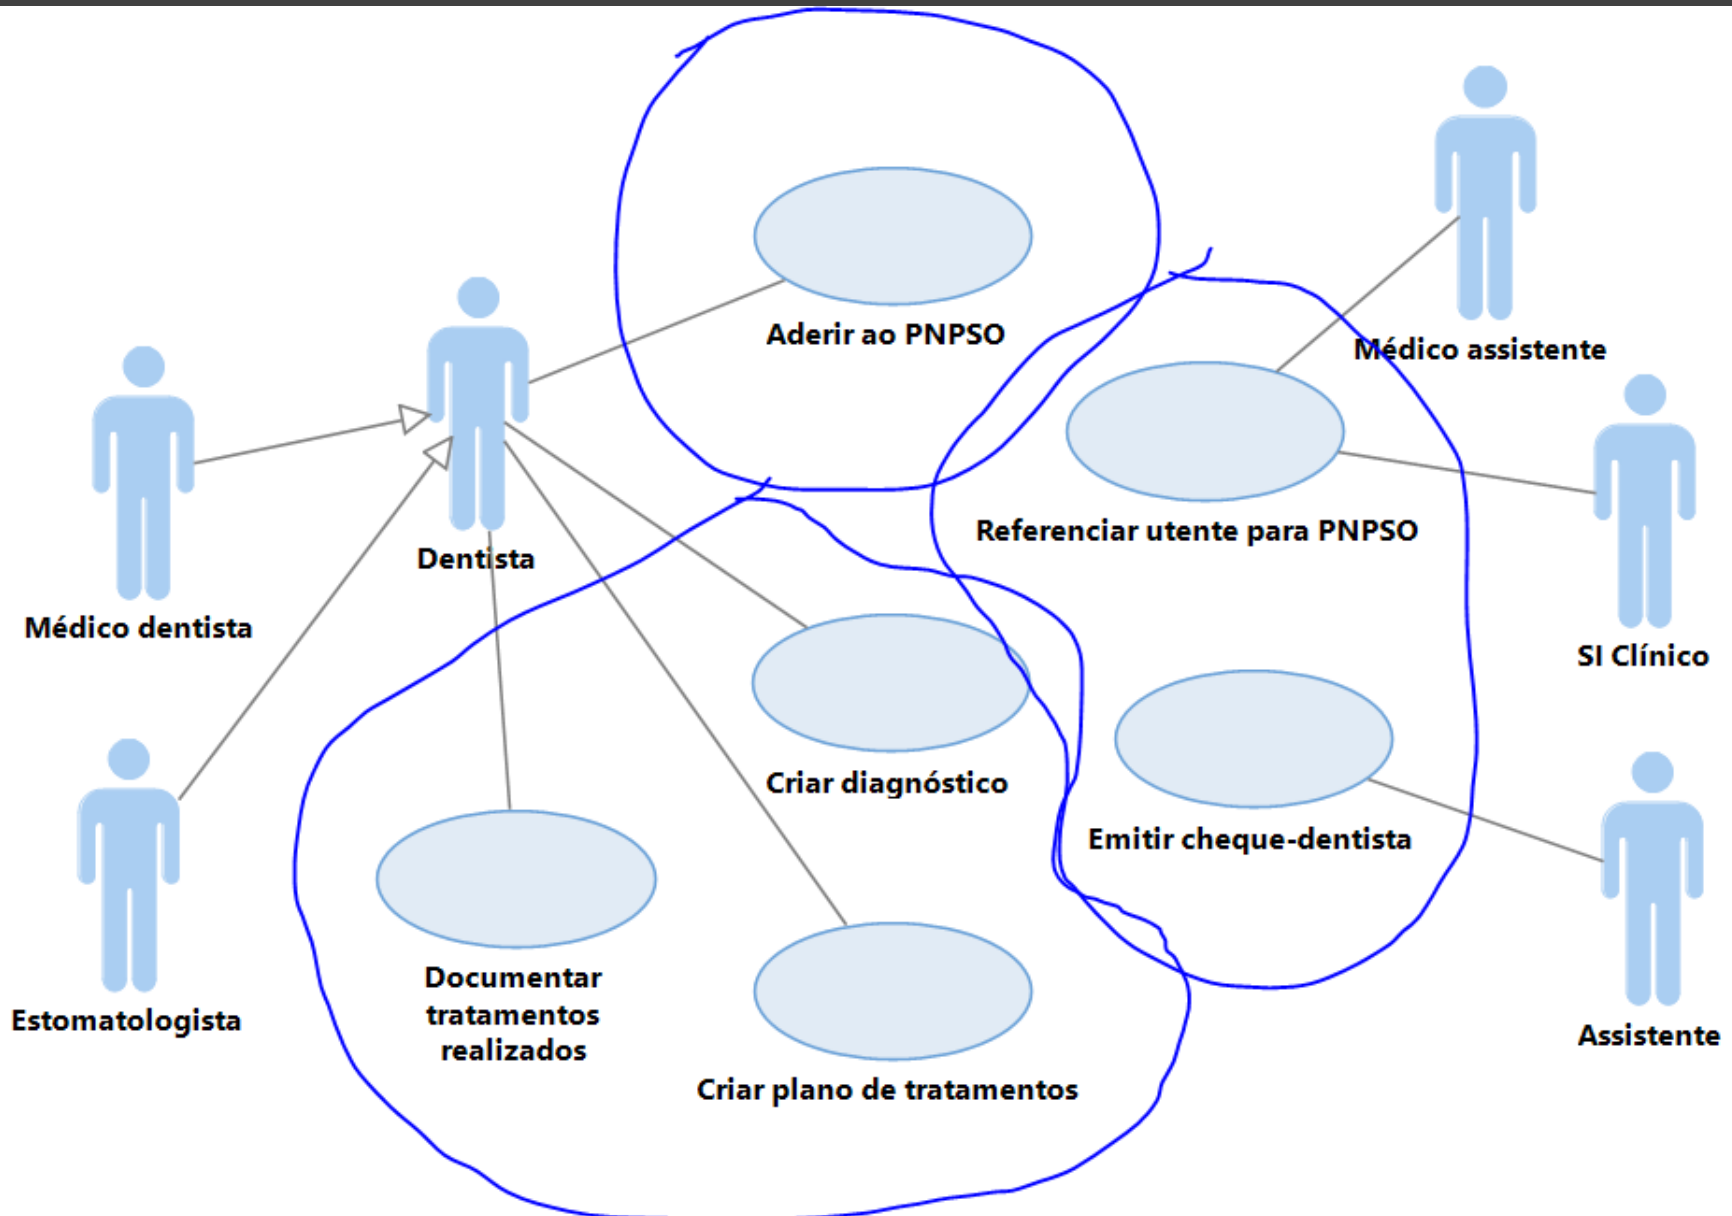 Aderir ao PNPSO
Médico assistente
Referenciar utente para PNPSO
Dentista
Médico dentista
SI Clínico
Criar diagnóstico
Emitir cheque-dentista
Documentar
tratamentos
realizados
Estomatologista
Assistente
Criar plano de tratamentos